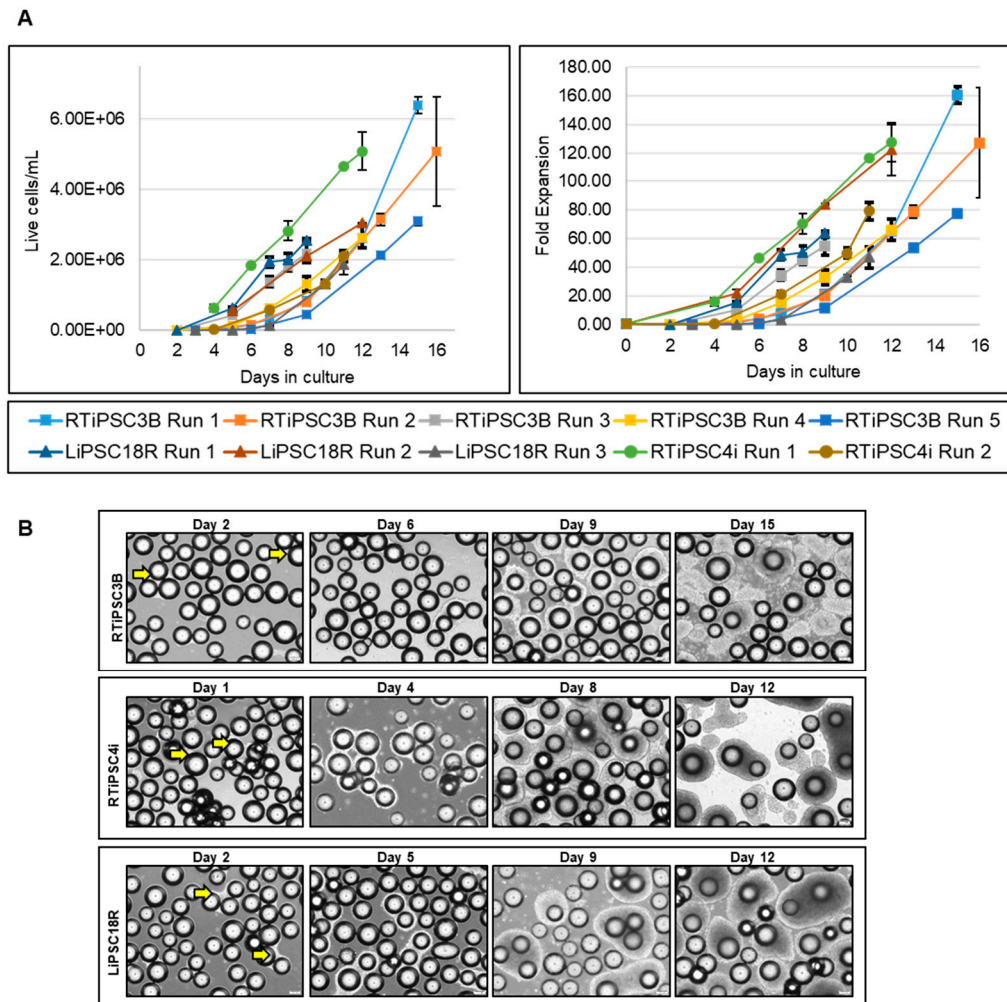 A
Live cells/mL
6.00E+06
4.00E+06
2.00E+06
0.00E+00
0 2 4 6 8 10 12 14 16
Days in culture
Fold Expansion
180.00
160.00
140.00
120.00
100.00
80.00
60.00
40.00
20.00
0.00
0 2 4 6 8 10 12 14 16
Days in culture
RTiPSC3B Run 1 RTiPSC3B Run 2 RTiPSC3B Run 3 RTiPSC3B Run 4 RTiPSC3B Run 5
LiPSC18R Run 1 LiPSC18R Run 2 LiPSC18R Run 3 RTiPSC4i Run 1 RTiPSC4i Run 2
B
Day 2 Day 6 Day 9 Day 15
RTiPSC3B
Day 1 Day 4 Day 8 Day 12
RTiPSC4i
Day 2 Day 5 Day 9 Day 12
LiPSC18R